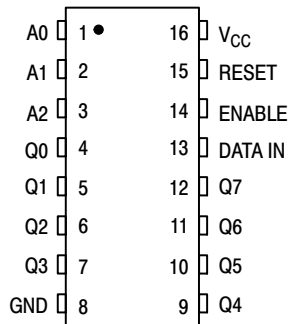 A0 1 16 VCC
A1 2 15 RESET
A2 3 14 ENABLE
Q0 4 13 DATA IN
Q1 5 12 Q7
Q2 6 11 Q6
Q3 7 10 Q5
GND 8 9 Q4